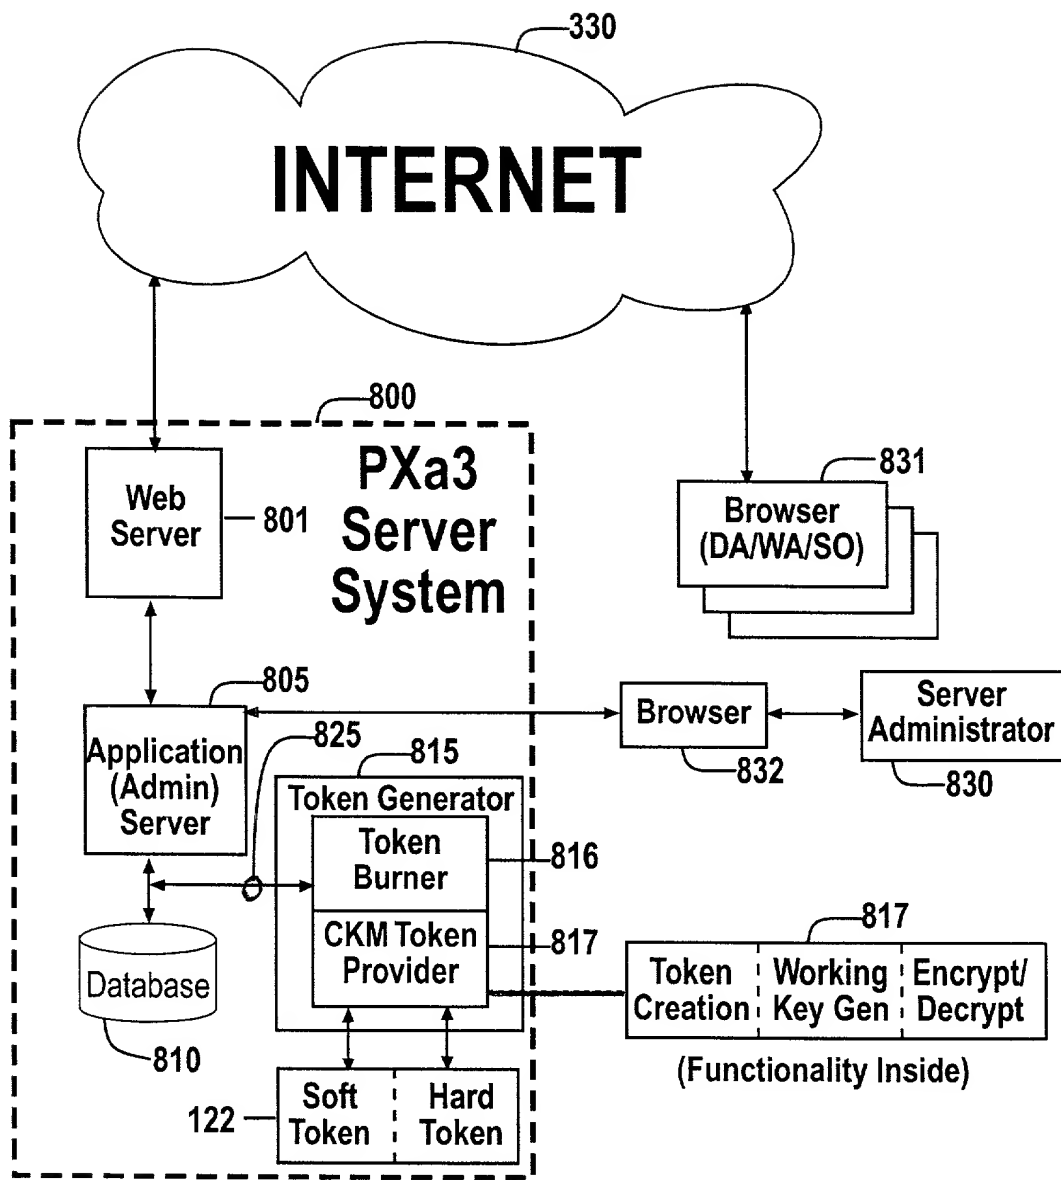 330
INTERNET
800
PXa3
Server
System
Web
Server
801
831
Browser
(DA/WA/SO)
805
Application
(Admin)
Server
825
Browser
832
Server
Administrator
830
815
Token Generator
Token
Burner
816
CKM Token
Provider
817
Database
810
817
Token
Creation
Working
Key Gen
Encrypt/
Decrypt
(Functionality Inside)
122
Soft
Token
Hard
Token